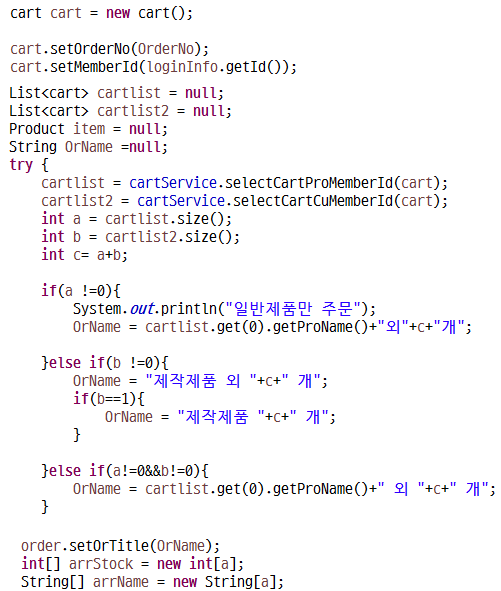 cart cart = new cart();
cart.setOrderNo(OrderNo);
cart.setMemberId(loginInfo.getId());
List<cart> cartlist = null;
List<cart> cartlist2 = null;
Product item = null;
String OrName =null;
try {
cartlist = cartService.selectCartProMemberId(cart);
cartlist2 = cartService.selectCartCuMemberId(cart);
int a = cartlist.size();
int b = cartlist2.size();
int c= a+b;
if(a !=0){
System.out.println("일반제품만 주문");
OrName = cartlist.get(0).getProName()+"외"+c+"개";
}else if(b !=0){
OrName = "제작제품 외 "+c+" 개";
if(b==1){
OrName = "제작제품 "+c+" 개";
}
}else if(a!=0&&b!=0){
OrName = cartlist.get(0).getProName()+" 외 "+c+" 개";
}
order.setOrTitle(OrName);
int[] arrStock = new int[a];
String[] arrName = new String[a];